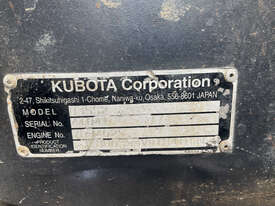 KUBOTA Corporation
2-47, Shikitsuhigashi 1-Chome, Naniwa-ku, Osaka, 556-8601 JAPAN
MODEL
SERIAL No.
ENGINE No.
PRODUCT
IDENTIFICATION
NUMBER